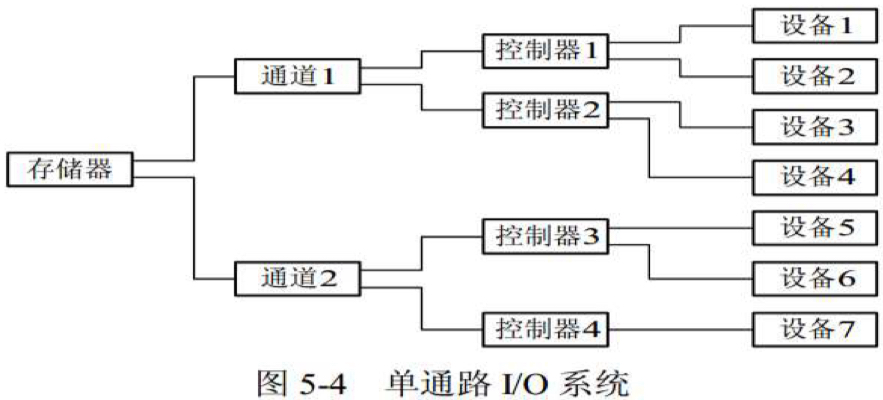 设备1
控制器1
通道1
设备2
控制器2
设备3
存储器
设备4
控制器3
设备5
通道2
设备6
控制器4
设备7
图 5-4 单通路 I/O 系统